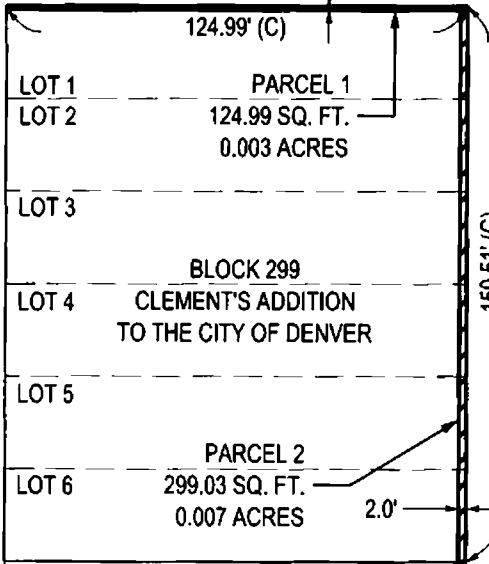 124.99' (C)
LOT 1
PARCEL 1
LOT 2
124.99 SQ. FT.
0.003 ACRES
LOT 3
150.51' (C)
BLOCK 299
LOT 4
CLEMENT'S ADDITION
TO THE CITY OF DENVER
LOT 5
PARCEL 2
LOT 6
299.03 SQ. FT.
0.007 ACRES
2.0'